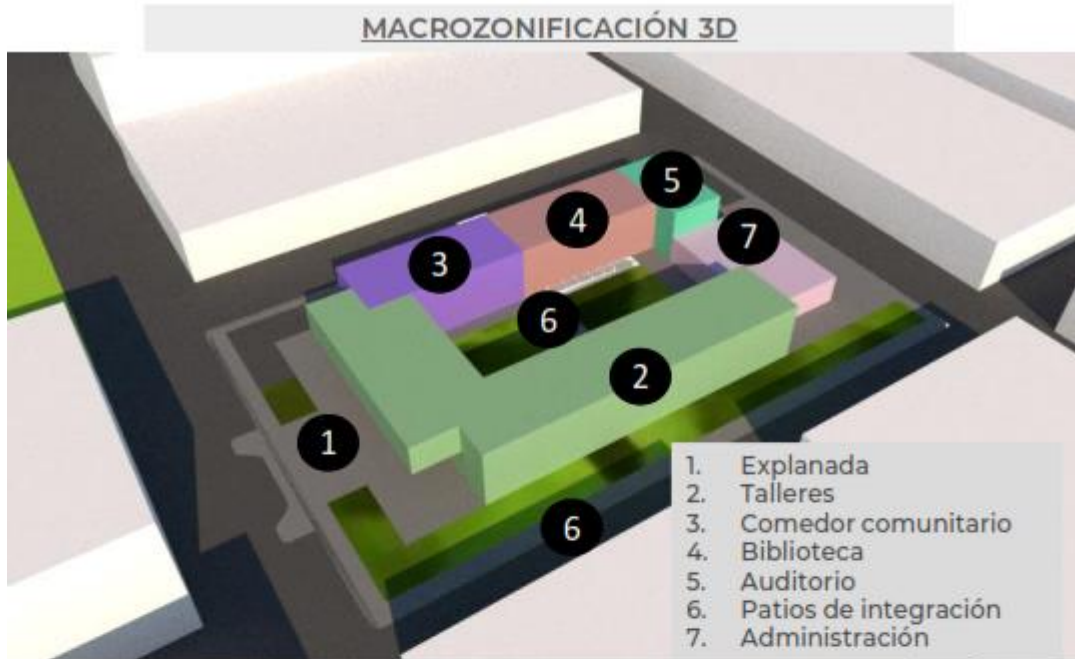 MACROZONIFICACIÓN 3D
5
4
7
3
6
2
1
6
1. Explanada
2. Talleres
3. Comedor comunitario
4. Biblioteca
5. Auditorio
6. Patios de integración
7. Administración